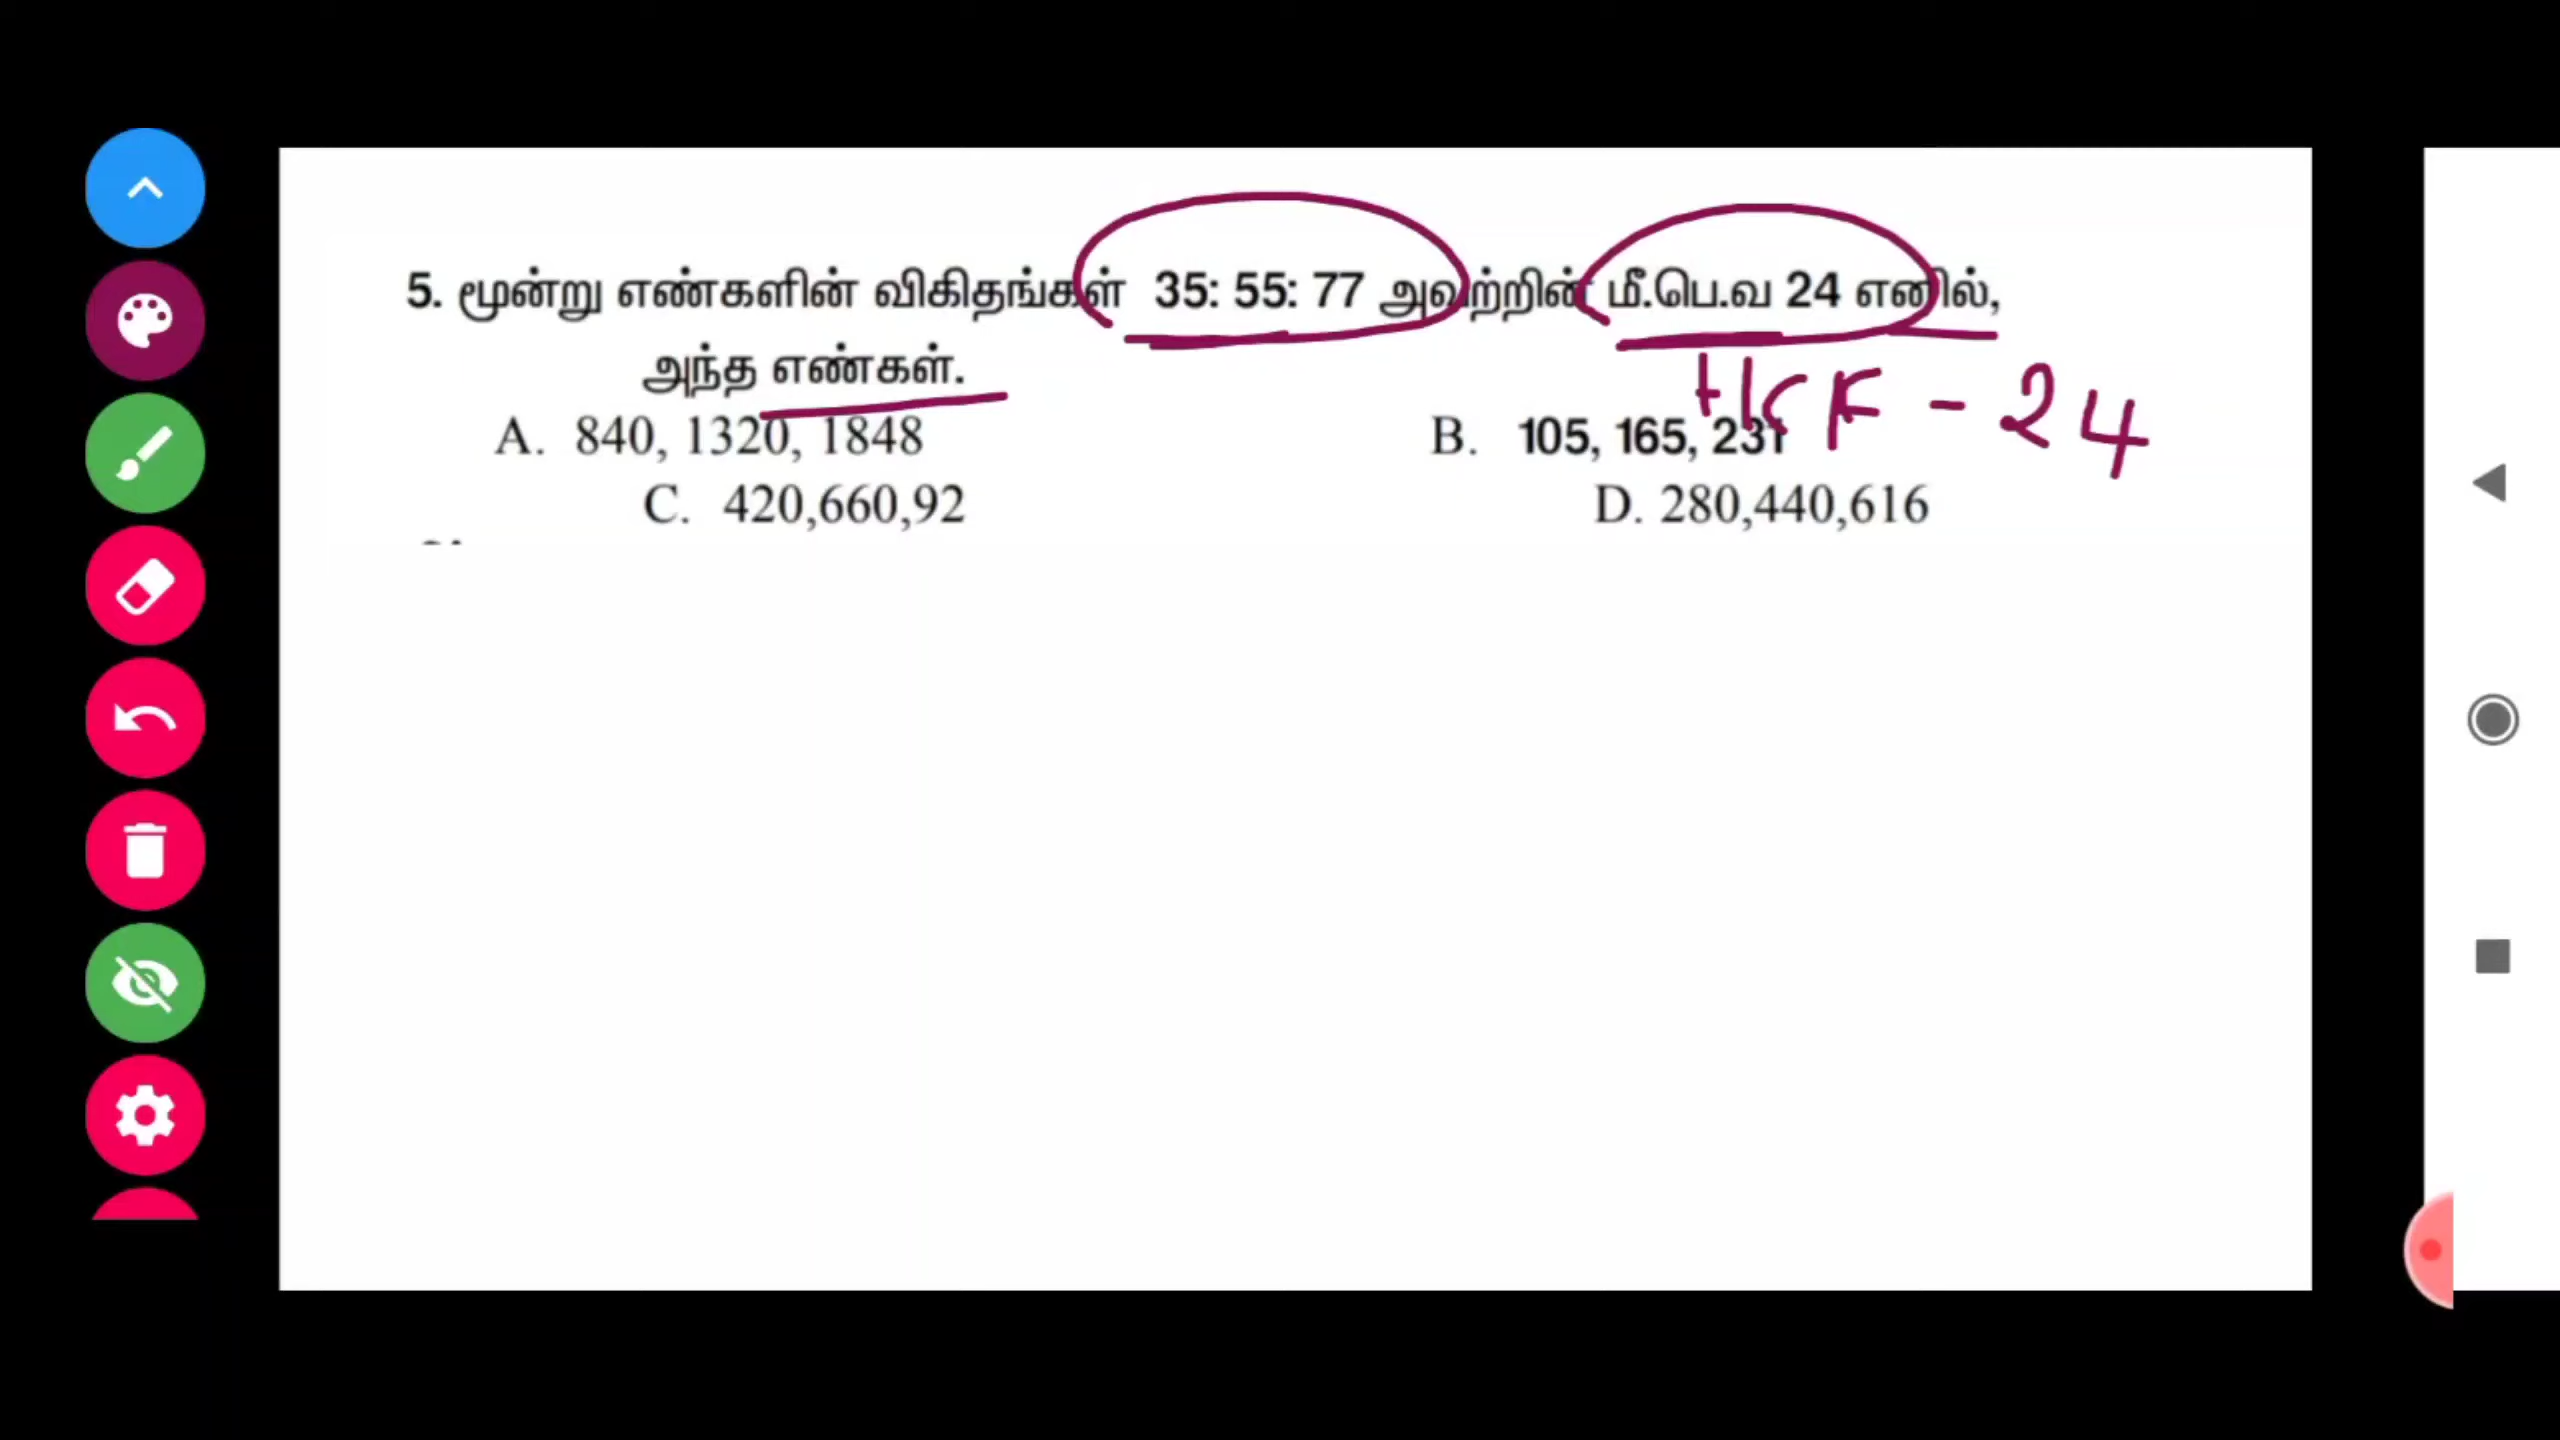 5. மூன்று எண்களின் விகிதங்கள் 35: 55: 77 அவற்றின் மீ.பெ.வ 24 எனில்,
அந்த எண்கள்.
HCF - 24
A. 840, 1320, 1848 B. 105, 165, 231
C. 420,660,92 D. 280,440,616